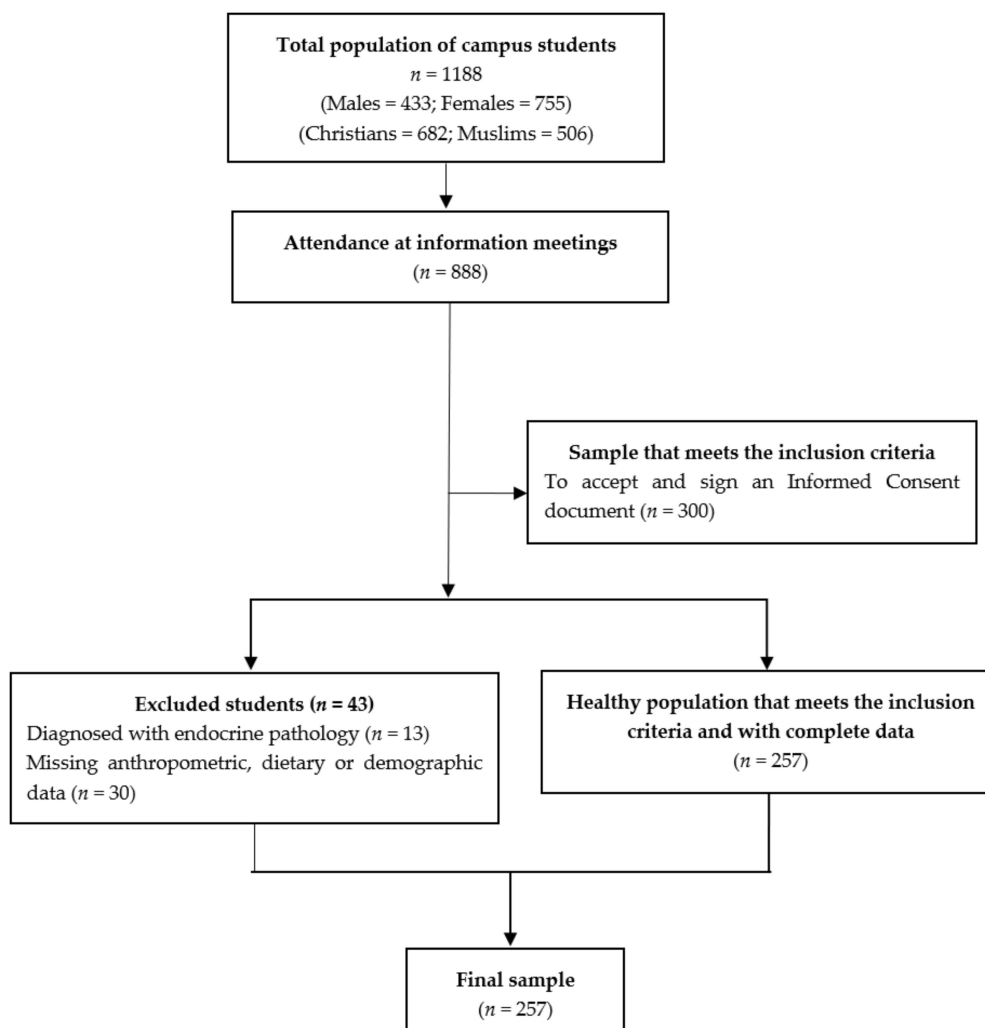 Total population of campus students
n = 1188
(Males = 433; Females = 755)
(Christians = 682; Muslims = 506)
Attendance at information meetings
(n = 888)
Sample that meets the inclusion criteria
To accept and sign an Informed Consent
document (n = 300)
Excluded students (n = 43)
Diagnosed with endocrine pathology (n = 13)
Missing anthropometric, dietary or demographic
data (n = 30)
Healthy population that meets the inclusion
criteria and with complete data
(n = 257)
Final sample
(n = 257)